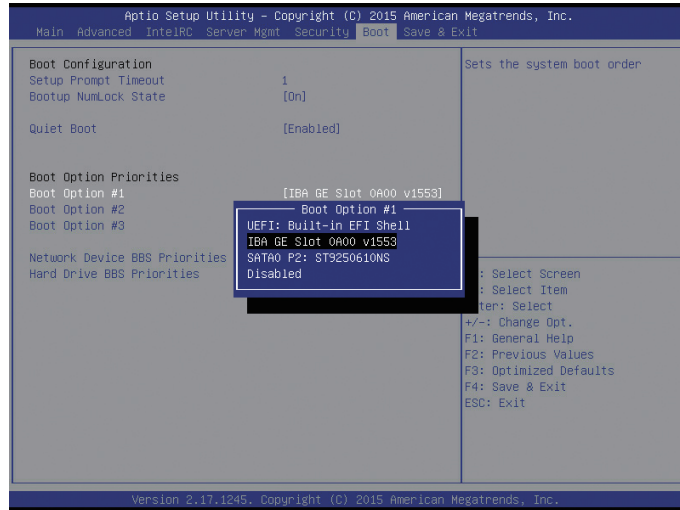 Aptio Setup Utility – Copyright (C) 2015 American Megatrends, Inc.
Main Advanced IntelRC Server Mgmt Security Boot Save & Exit
Boot Configuration
Setup Prompt Timeout 1
Bootup NumLock State [On]
Quiet Boot [Enabled]
Boot Option Priorities
Boot Option #1 [IBA GE Slot 0A00 v1553]
Boot Option #2
Boot Option #3
Network Device BBS Priorities
Hard Drive BBS Priorities
Boot Option #1
UEFI: Built-in EFI Shell
IBA GE Slot 0A00 v1553
SATA0 P2: ST9250610NS
Disabled
Sets the system boot order
: Select Screen
: Select Item
ter: Select
+/-: Change Opt.
F1: General Help
F2: Previous Values
F3: Optimized Defaults
F4: Save & Exit
ESC: Exit
Version 2.17.1245. Copyright (C) 2015 American Megatrends, Inc.